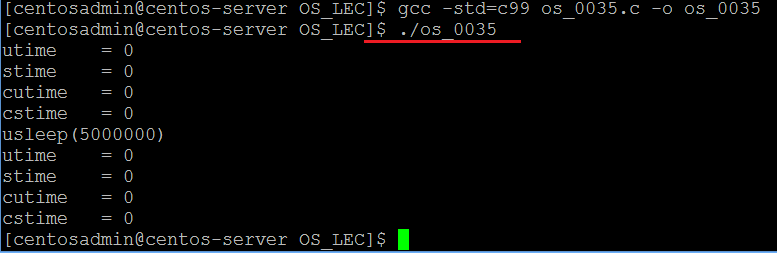 [centosadmin@centos-server OS_LEC]$ gcc -std=c99 os_0035.c -o os_0035
[centosadmin@centos-server OS_LEC]$ ./os_0035
utime    = 0
stime    = 0
cutime   = 0
cstime   = 0
usleep(5000000)
utime    = 0
stime    = 0
cutime   = 0
cstime   = 0
[centosadmin@centos-server OS_LEC]$